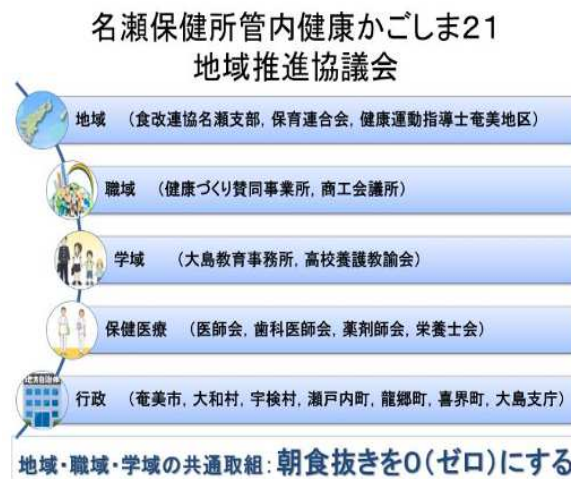 名瀬保健所管内健康かごしま21
地域推進協議会
地域　（食改連協名瀬支部，保育連合会，健康運動指導士奄美地区）
職域　（健康づくり賛同事業所，商工会議所）
学域　（大島教育事務所，高校養護教諭会）
保健医療　（医師会，歯科医師会，薬剤師会，栄養士会）
行政　（奄美市，大和村，宇検村，瀬戸内町，龍郷町，喜界町，大島支庁）
地域・職域・学域の共通取組：朝食抜きを0（ゼロ）にする